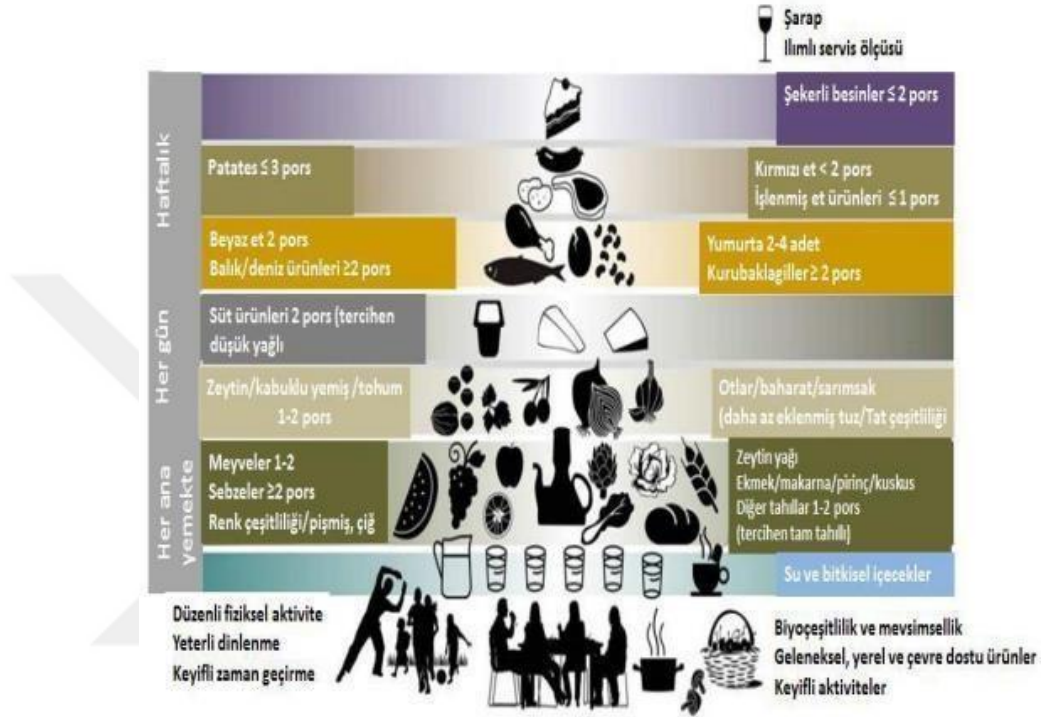 Şarap
Ilımlı servis ölçüsü
Haftalık
Şekerli besinler ≤ 2 pors
Patates ≤ 3 pors
Kırmızı et < 2 pors
İşlenmiş et ürünleri ≤ 1 pors
Beyaz et 2 pors
Balık/deniz ürünleri ≥2 pors
Yumurta 2-4 adet
Kurubaklagiller ≥ 2 pors
Her gün
Süt ürünleri 2 pors (tercihen
düşük yağlı
Zeytin/kabuklu yemiş /tohum
1-2 pors
Otlar/baharat/sarımsak
(daha az eklenmiş tuz/Tat çeşitliliği
Her ana
yemekte
Meyveler 1-2
Sebzeler ≥2 pors
Renk çeşitliliği/pişmiş, çiğ
Zeytin yağı
Ekmek/makarna/pirinç/kuskus
Diğer tahıllar 1-2 pors
(tercihen tam tahıllı)
Su ve bitkisel içecekler
Düzenli fiziksel aktivite
Yeterli dinlenme
Keyifli zaman geçirme
Biyoçeşitlilik ve mevsimsellik
Geleneksel, yerel ve çevre dostu ürünler
Keyifli aktiviteler